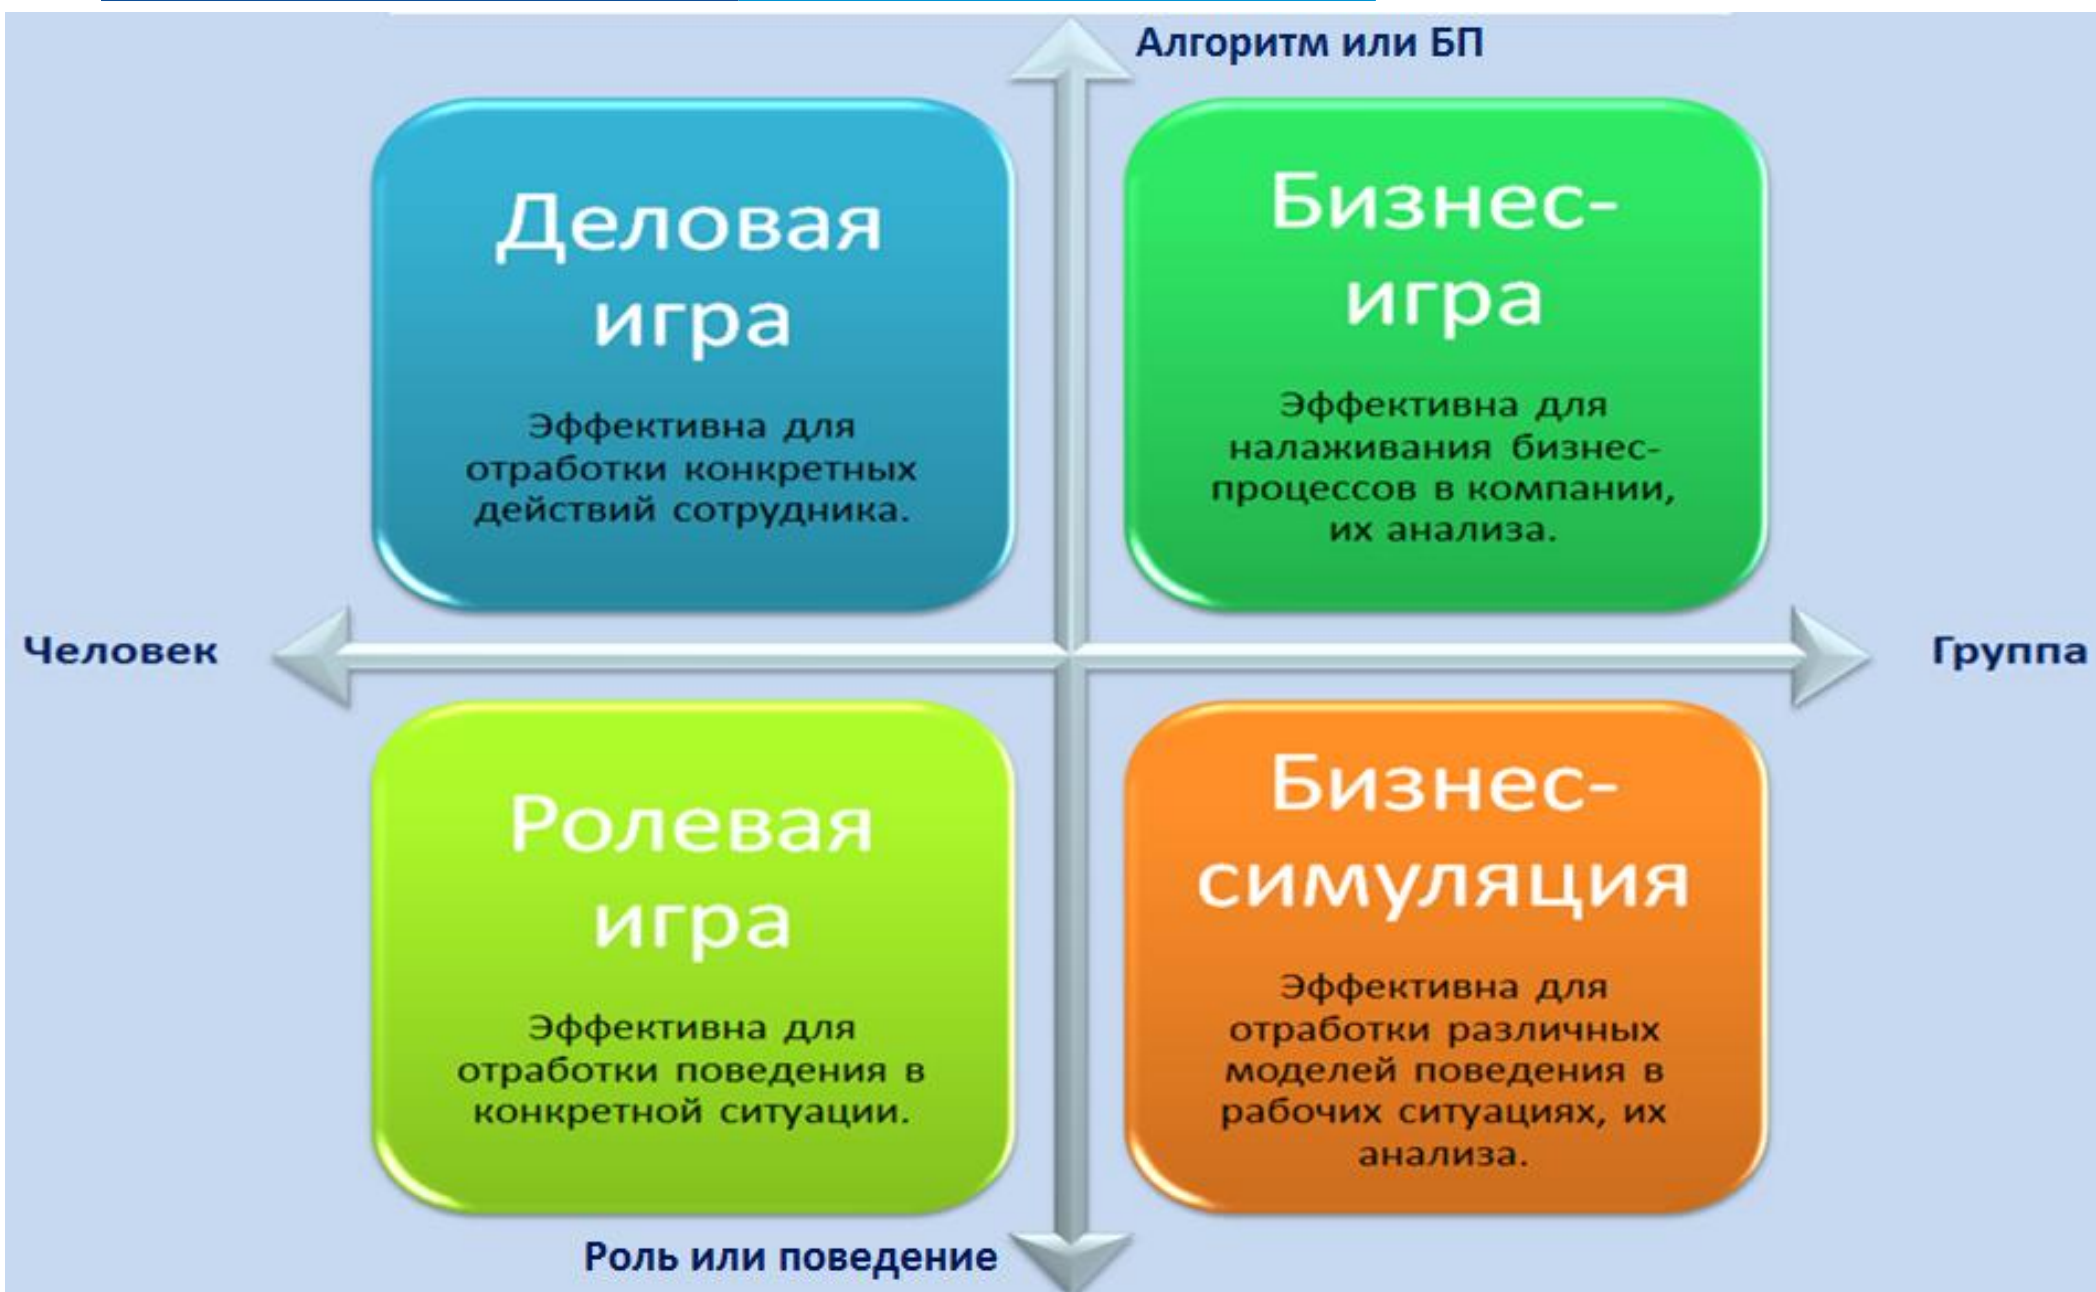 Алгоритм или БП
Деловая
игра
Эффективна для
отработки конкретных
действий сотрудника.
Бизнес-
игра
Эффективна для
налаживания бизнес-
процессов в компании,
их анализа.
Человек
Группа
Ролевая
игра
Эффективна для
отработки поведения в
конкретной ситуации.
Бизнес-
симуляция
Эффективна для
отработки различных
моделей поведения в
рабочих ситуациях, их
анализа.
Роль или поведение